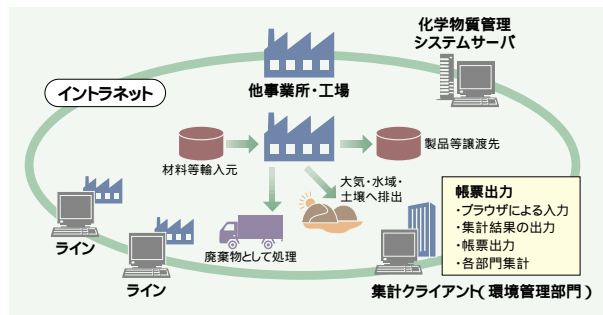 化学物質管理
システムサーバ
イントラネット
他事業所・工場
材料等輸入元
製品等譲渡先
大気・水域・
土壌へ排出
廃棄物として処理
帳票出力
・ブラウザによる入力
・集計結果の出力
・帳票出力
・各部門集計
ライン
ライン
集計クライアント(環境管理部門)